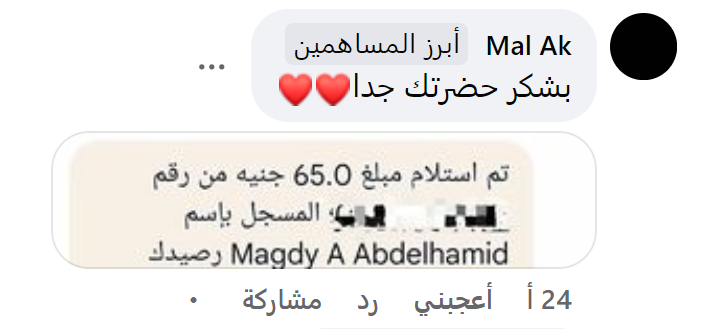 Mal Ak أبرز المساهمين
بشكر حضرتك جدا❤️❤️
تم استلام مبلغ 65.0 جنيه من رقم
المسجل بإسم
Magdy A Abdelhamid رصيدك
24 أ أعجبني رد مشاركة